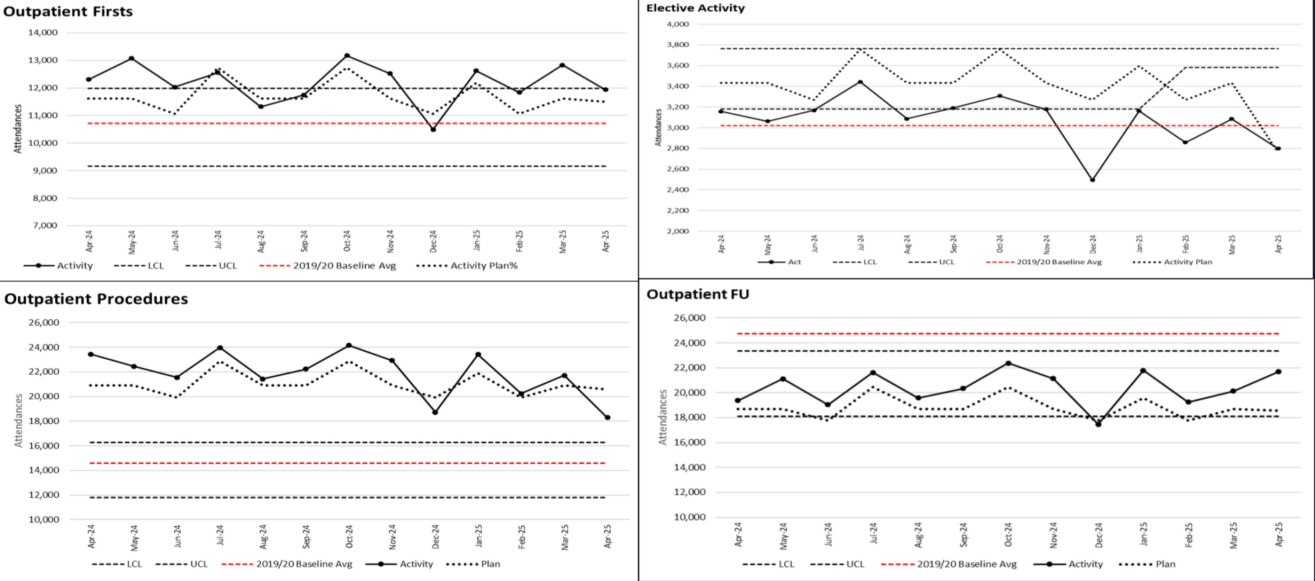 Outpatient Firsts
14,000
13,000
12,000
11,000
10,000
9,000
8,000
7,000
Attendances
Apr-24
May-24
Jun-24
Jul-24
Aug-24
Sep-24
Oct-24
Nov-24
Dec-24
Jan-25
Feb-25
Mar-25
Apr-25
Activity LCL UCL 2019/20 Baseline Avg Activity Plan%
Elective Activity
4,000
3,800
3,600
3,400
3,200
3,000
2,800
2,600
2,400
2,200
2,000
Attendances
Apr-24
May-24
Jun-24
Jul-24
Aug-24
Sep-24
Oct-24
Nov-24
Dec-24
Jan-25
Feb-25
Mar-25
Apr-25
Act LCL UCL 2019/20 Baseline Avg Activity Plan
Outpatient Procedures
26,000
24,000
22,000
20,000
18,000
16,000
14,000
12,000
10,000
Attendances
Apr-24
May-24
Jun-24
Jul-24
Aug-24
Sep-24
Oct-24
Nov-24
Dec-24
Jan-25
Feb-25
Mar-25
Apr-25
LCL UCL 2019/20 Baseline Avg Activity Plan
Outpatient FU
26,000
24,000
22,000
20,000
18,000
16,000
14,000
12,000
10,000
Attendances
Apr-24
May-24
Jun-24
Jul-24
Aug-24
Sep-24
Oct-24
Nov-24
Dec-24
Jan-25
Feb-25
Mar-25
Apr-25
LCL UCL 2019/20 Baseline Avg Activity Plan